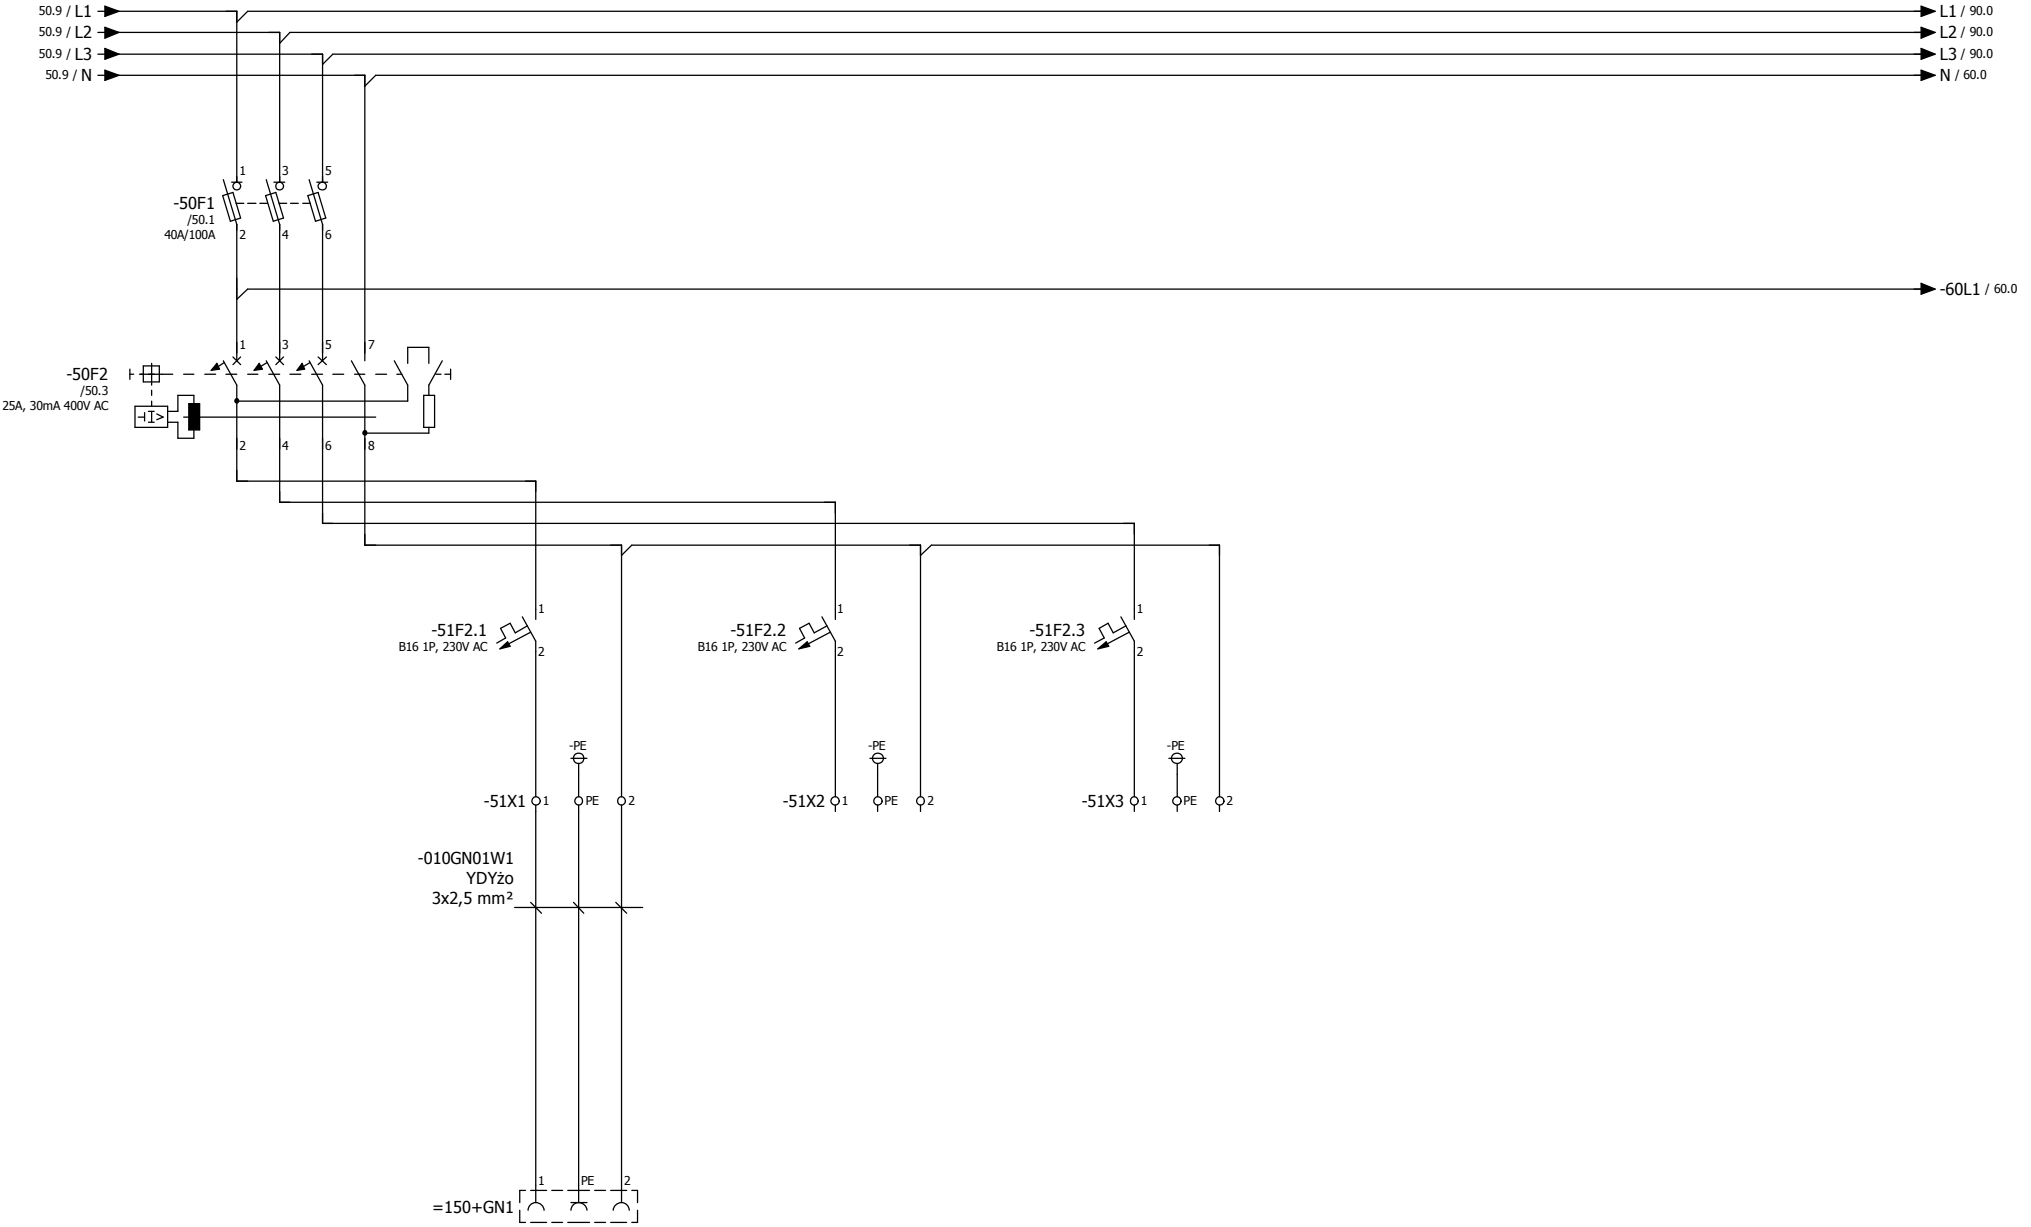 50.9 / L1
L1 / 90.0
50.9 / L2
L2 / 90.0
50.9 / L3
L3 / 90.0
50.9 / N
N / 60.0
1 3 5
-50F1
/50.1
40A/100A
2 4 6
-60L1 / 60.0
1 3 5 7
-50F2
/50.3
25A, 30mA 400V AC
I>
2 4 6 8
1 1 1
-51F2.1
B16 1P, 230V AC
-51F2.2
B16 1P, 230V AC
-51F2.3
B16 1P, 230V AC
2 2 2
-PE -PE -PE
-51X1 1 PE 2
-51X2 1 PE 2
-51X3 1 PE 2
-010GN01W1
YDYżo
3x2,5 mm²
1 PE 2
=150+GN1